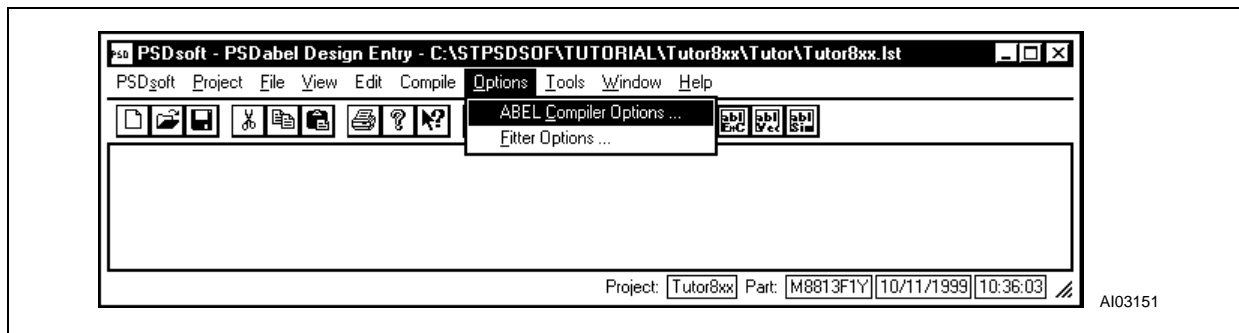 PSD PSDsoft - PSDabel Design Entry - C:\STPSDSOF\TUTORIAL\Tutor8xx\Tutor\Tutor8xx.lst
PSDsoft Project File View Edit Compile Options Tools Window Help
ABEL Compiler Options ...
Fitter Options ...
Project: Tutor8xx Part: M8813F1Y 10/11/1999 10:36:03
AI03151